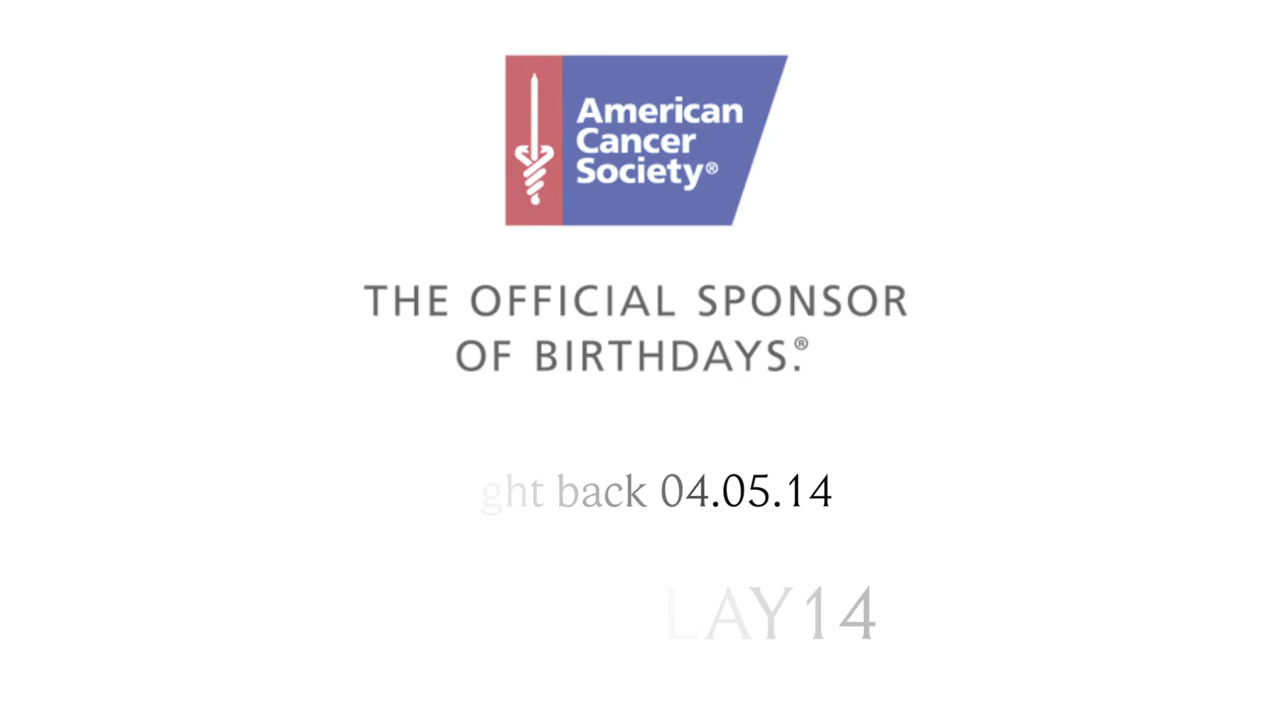 American
Cancer
Society®
THE OFFICIAL SPONSOR
OF BIRTHDAYS.®
ght back 04.05.14
LAY14